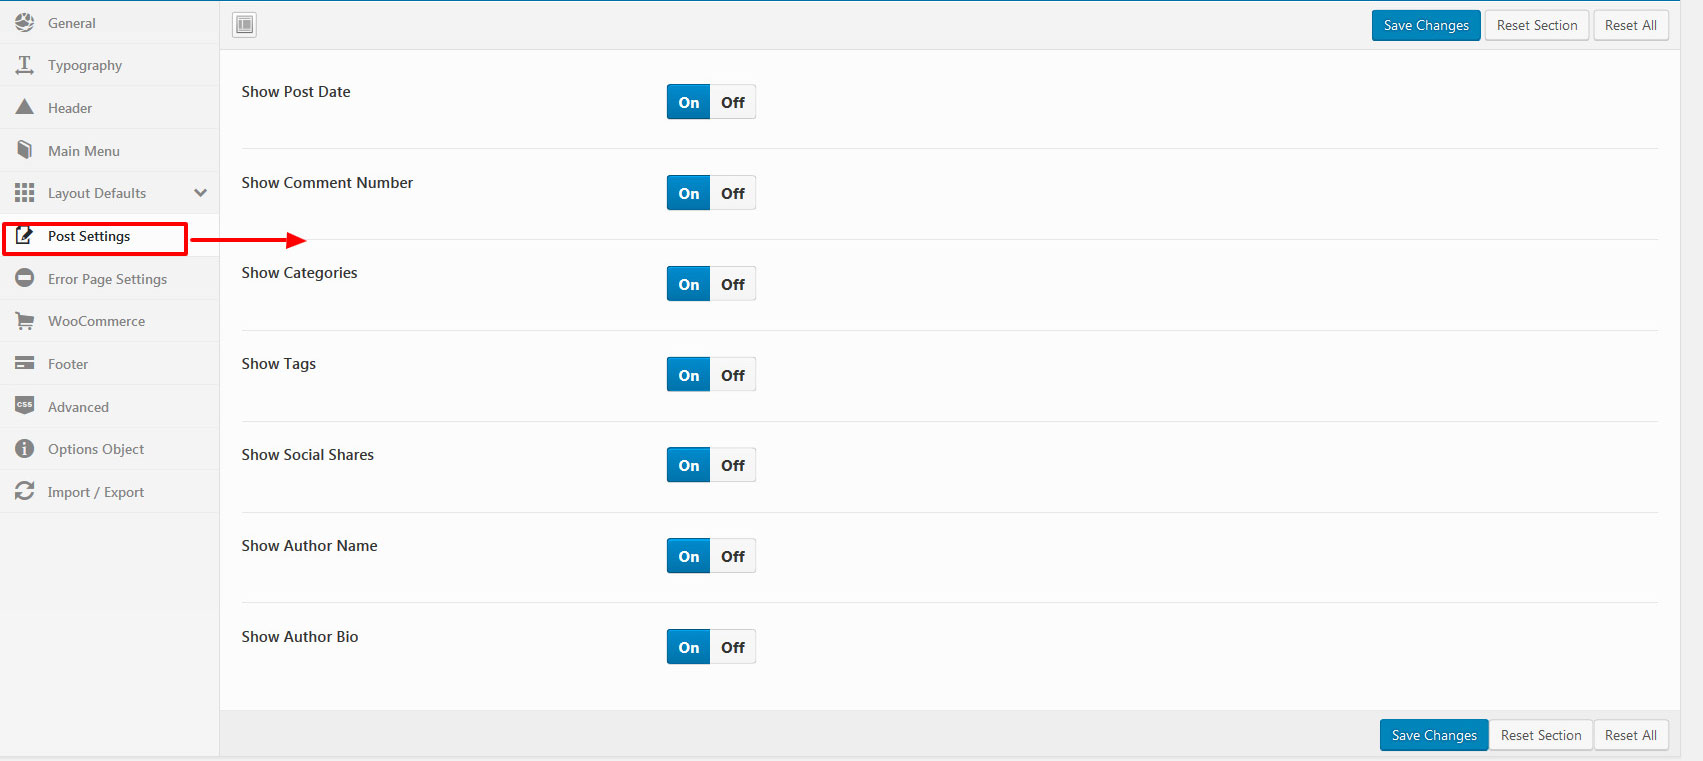 General
Typography
Header
Main Menu
Layout Defaults
Post Settings
Error Page Settings
WooCommerce
Footer
css
Advanced
Options Object
Import / Export
Save Changes Reset Section Reset All
Show Post Date On Off
Show Comment Number On Off
Show Categories On Off
Show Tags On Off
Show Social Shares On Off
Show Author Name On Off
Show Author Bio On Off
Save Changes Reset Section Reset All